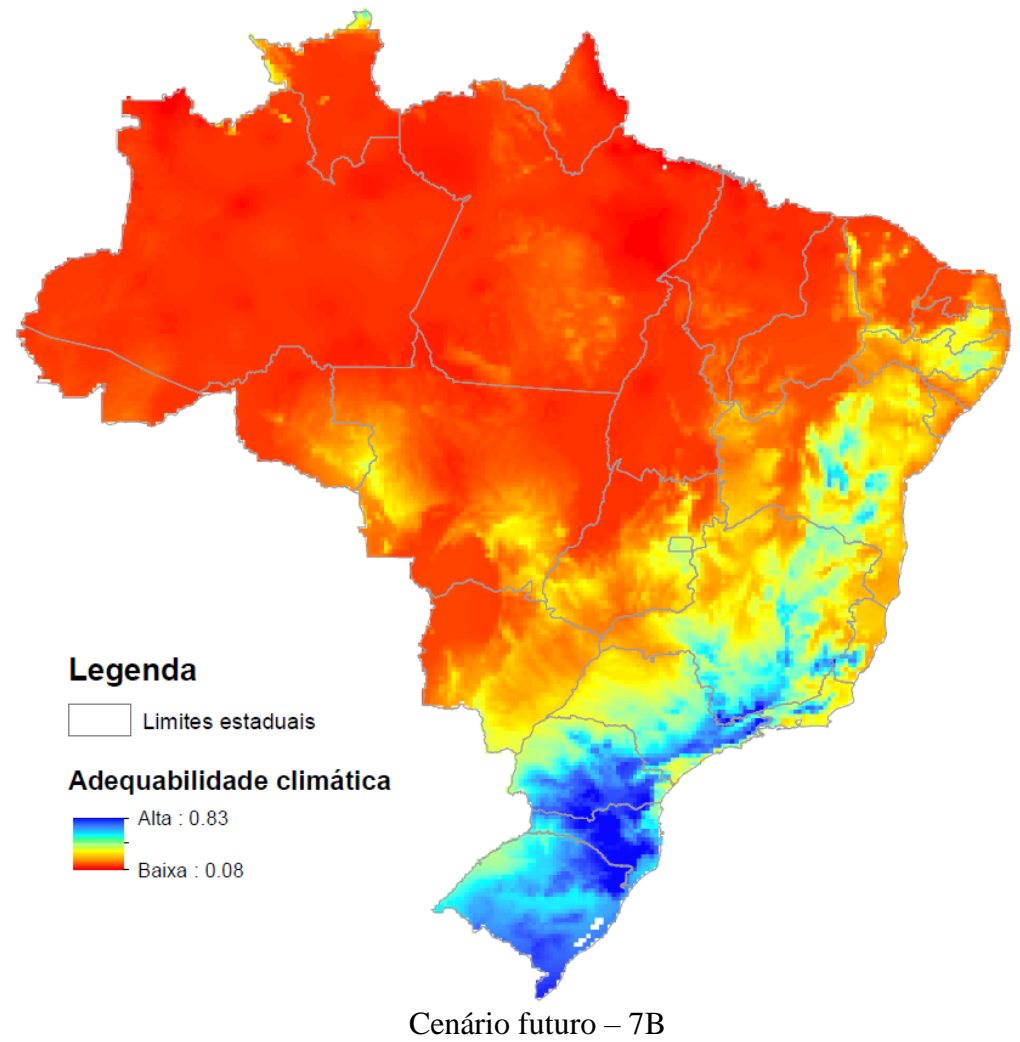 Legenda
Limites estaduais
Adequabilidade climática
Alta : 0.83
Baixa : 0.08
Cenário futuro – 7B